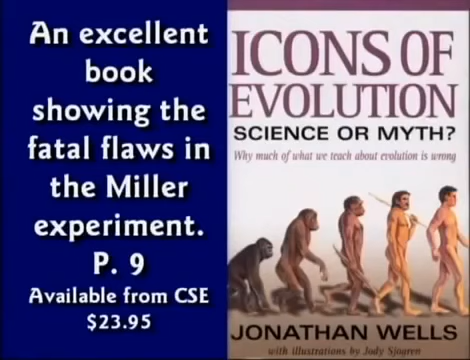 An excellent
book
showing the
fatal flaws in
the Miller
experiment.
P. 9
Available from CSE
$23.95
ICONS OF
EVOLUTION
SCIENCE OR MYTH?
Why much of what we teach about evolution is wrong
JONATHAN WELLS
with illustrations by Jody Sjogren